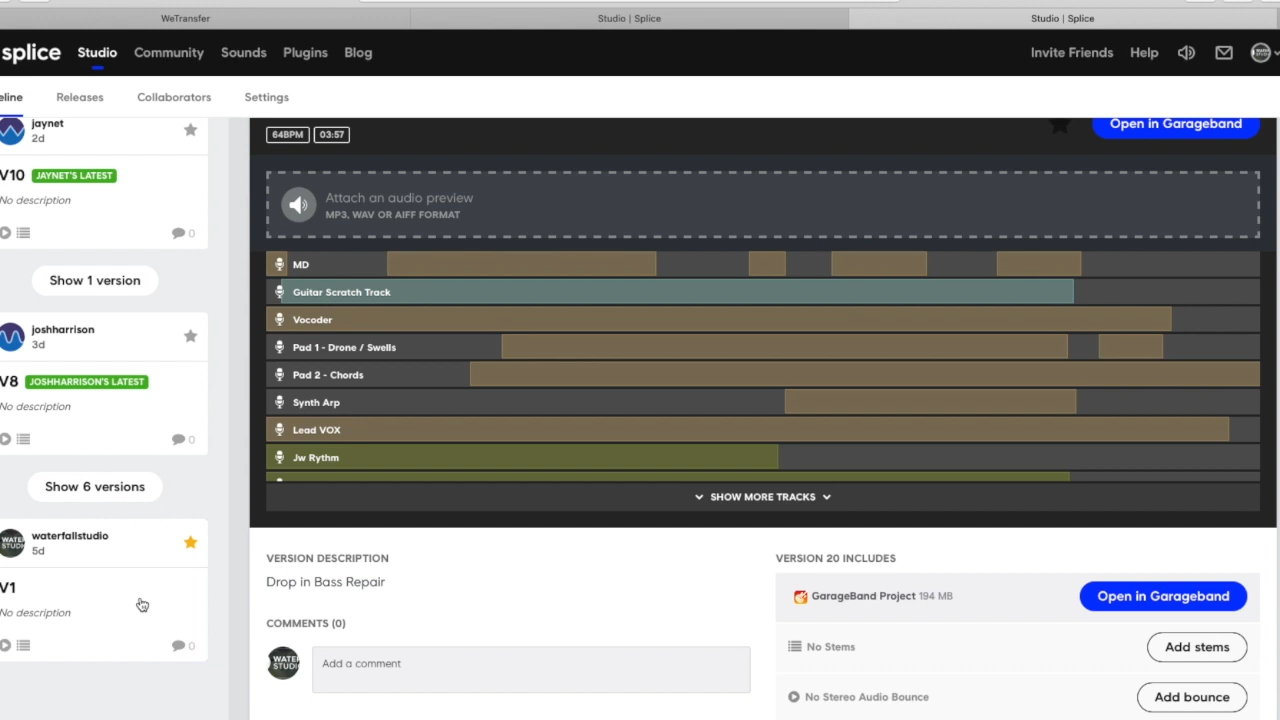 WeTransfer
Studio | Splice
Studio | Splice
splice Studio Community Sounds Plugins Blog Invite Friends Help
eline Releases Collaborators Settings
jaynet
2d
V10 JAYNET'S LATEST
No description
0
Show 1 version
joshharrison
3d
V8 JOSHHARRISON'S LATEST
No description
0
Show 6 versions
waterfallstudio
5d
V1
No description
0
64BPM 03:57
Open in Garageband
Attach an audio preview
MP3, WAV OR AIFF FORMAT
MD
Guitar Scratch Track
Vocoder
Pad 1 - Drone / Swells
Pad 2 - Chords
Synth Arp
Lead VOX
Jw Rythm
SHOW MORE TRACKS
VERSION DESCRIPTION
Drop in Bass Repair
COMMENTS (0)
Add a comment
VERSION 20 INCLUDES
GarageBand Project 194 MB Open in Garageband
No Stems Add stems
No Stereo Audio Bounce Add bounce